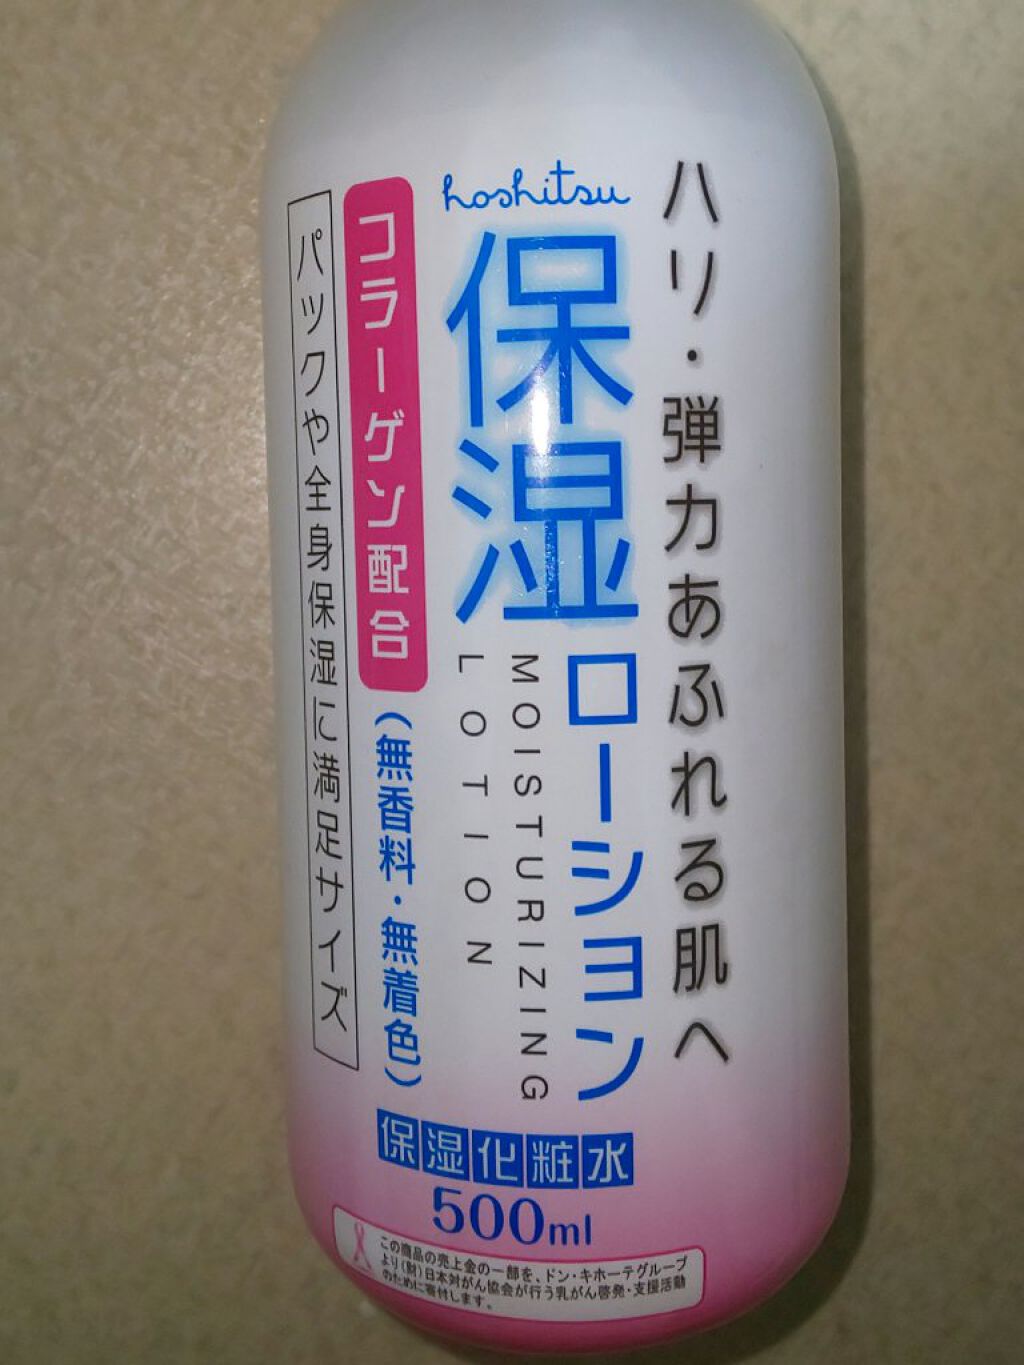 ハリ・弾力あふれる肌へ
hoshitsu
保湿ローション
MOISTURIZING
LOTION
コラーゲン配合
(無香料・無着色)
パックや全身保湿に満足サイズ
保湿化粧水
500ml
この商品の売上金の一部を、ドン・キホーテグループ
より(財)日本対がん協会が行う乳がん啓発・支援活動
のために寄付します。